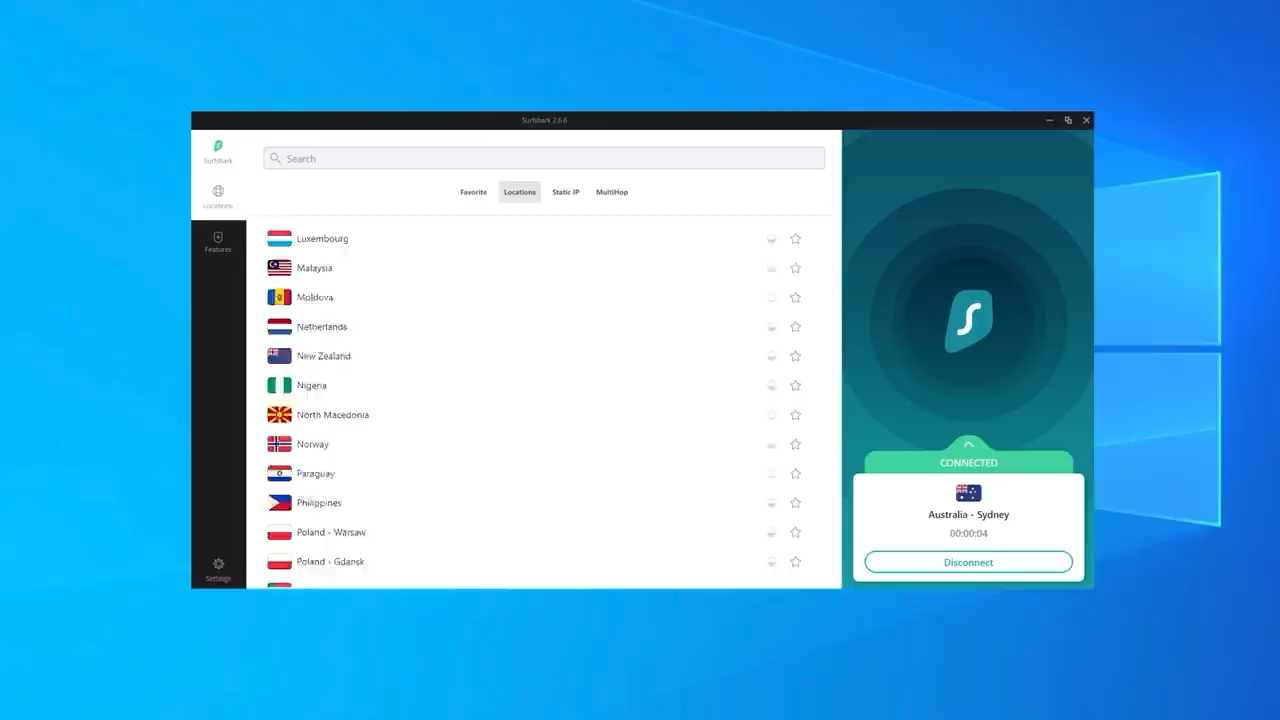 Surfshark 2.6.6
Surfshark
Locations
Features
Settings
Search
Favorite
Locations
Static IP
MultiHop
Luxembourg
Malaysia
Moldova
Netherlands
New Zealand
Nigeria
North Macedonia
Norway
Paraguay
Philippines
Poland - Warsaw
Poland - Gdansk
CONNECTED
Australia - Sydney
00:00:04
Disconnect